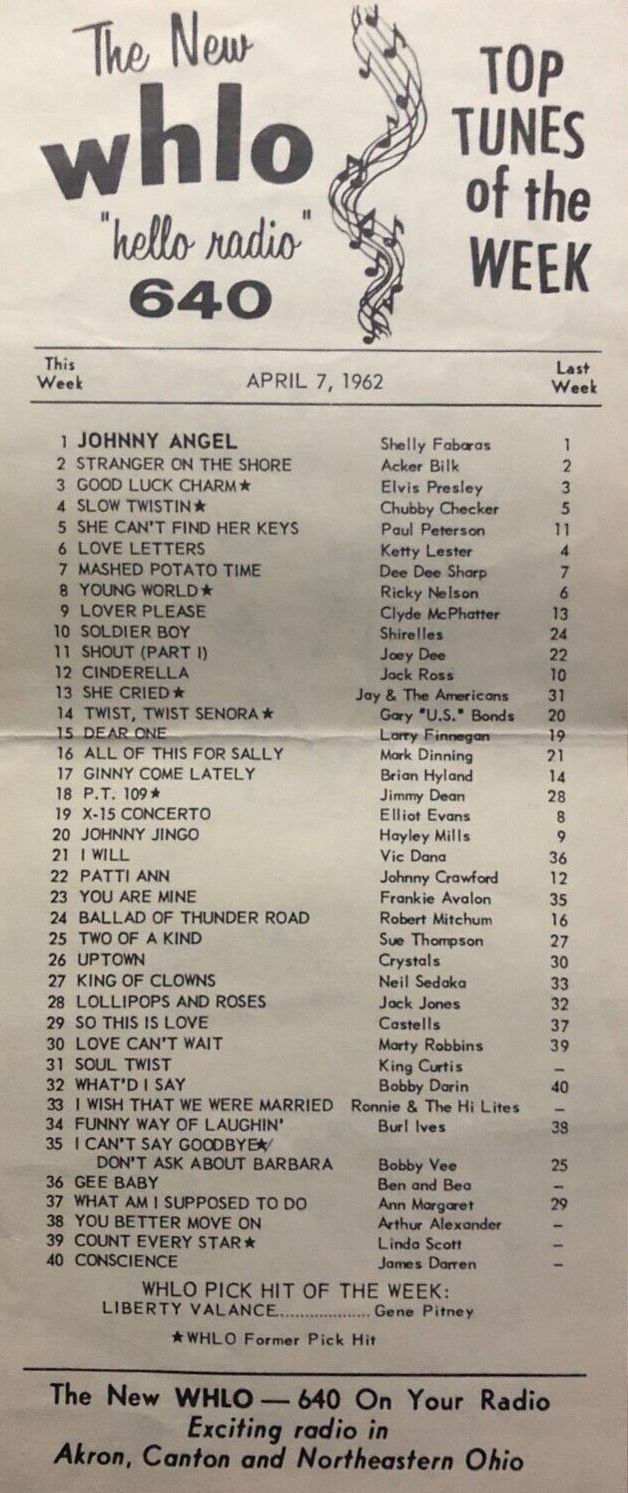 The New
whlo
"hello radio"
640
TOP
TUNES
of the
WEEK
This Week APRIL 7, 1962 Last Week
1 JOHNNY ANGEL Shelly Fabaras 1
2 STRANGER ON THE SHORE Acker Bilk 2
3 GOOD LUCK CHARM★ Elvis Presley 3
4 SLOW TWISTIN★ Chubby Checker 5
5 SHE CAN'T FIND HER KEYS Paul Peterson 11
6 LOVE LETTERS Ketty Lester 4
7 MASHED POTATO TIME Dee Dee Sharp 7
8 YOUNG WORLD★ Ricky Nelson 6
9 LOVER PLEASE Clyde McPhatter 13
10 SOLDIER BOY Shirelles 24
11 SHOUT (PART I) Joey Dee 22
12 CINDERELLA Jack Ross 10
13 SHE CRIED★ Jay & The Americans 31
14 TWIST, TWIST SENORA★ Gary "U.S." Bonds 20
15 DEAR ONE Larry Finnegan 19
16 ALL OF THIS FOR SALLY Mark Dinning 21
17 GINNY COME LATELY Brian Hyland 14
18 P.T. 109★ Jimmy Dean 28
19 X-15 CONCERTO Elliot Evans 8
20 JOHNNY JINGO Hayley Mills 9
21 I WILL Vic Dana 36
22 PATTI ANN Johnny Crawford 12
23 YOU ARE MINE Frankie Avalon 35
24 BALLAD OF THUNDER ROAD Robert Mitchum 16
25 TWO OF A KIND Sue Thompson 27
26 UPTOWN Crystals 30
27 KING OF CLOWNS Neil Sedaka 33
28 LOLLIPOPS AND ROSES Jack Jones 32
29 SO THIS IS LOVE Castells 37
30 LOVE CAN'T WAIT Marty Robbins 39
31 SOUL TWIST King Curtis –
32 WHAT'D I SAY Bobby Darin 40
33 I WISH THAT WE WERE MARRIED Ronnie & The Hi Lites –
34 FUNNY WAY OF LAUGHIN' Burl Ives 38
35 I CAN'T SAY GOODBYE★/
DON'T ASK ABOUT BARBARA Bobby Vee 25
36 GEE BABY Ben and Bea –
37 WHAT AM I SUPPOSED TO DO Ann Margaret 29
38 YOU BETTER MOVE ON Arthur Alexander –
39 COUNT EVERY STAR★ Linda Scott –
40 CONSCIENCE James Darren –
WHLO PICK HIT OF THE WEEK:
LIBERTY VALANCE...................Gene Pitney
★WHLO Former Pick Hit
The New WHLO — 640 On Your Radio
Exciting radio in
Akron, Canton and Northeastern Ohio